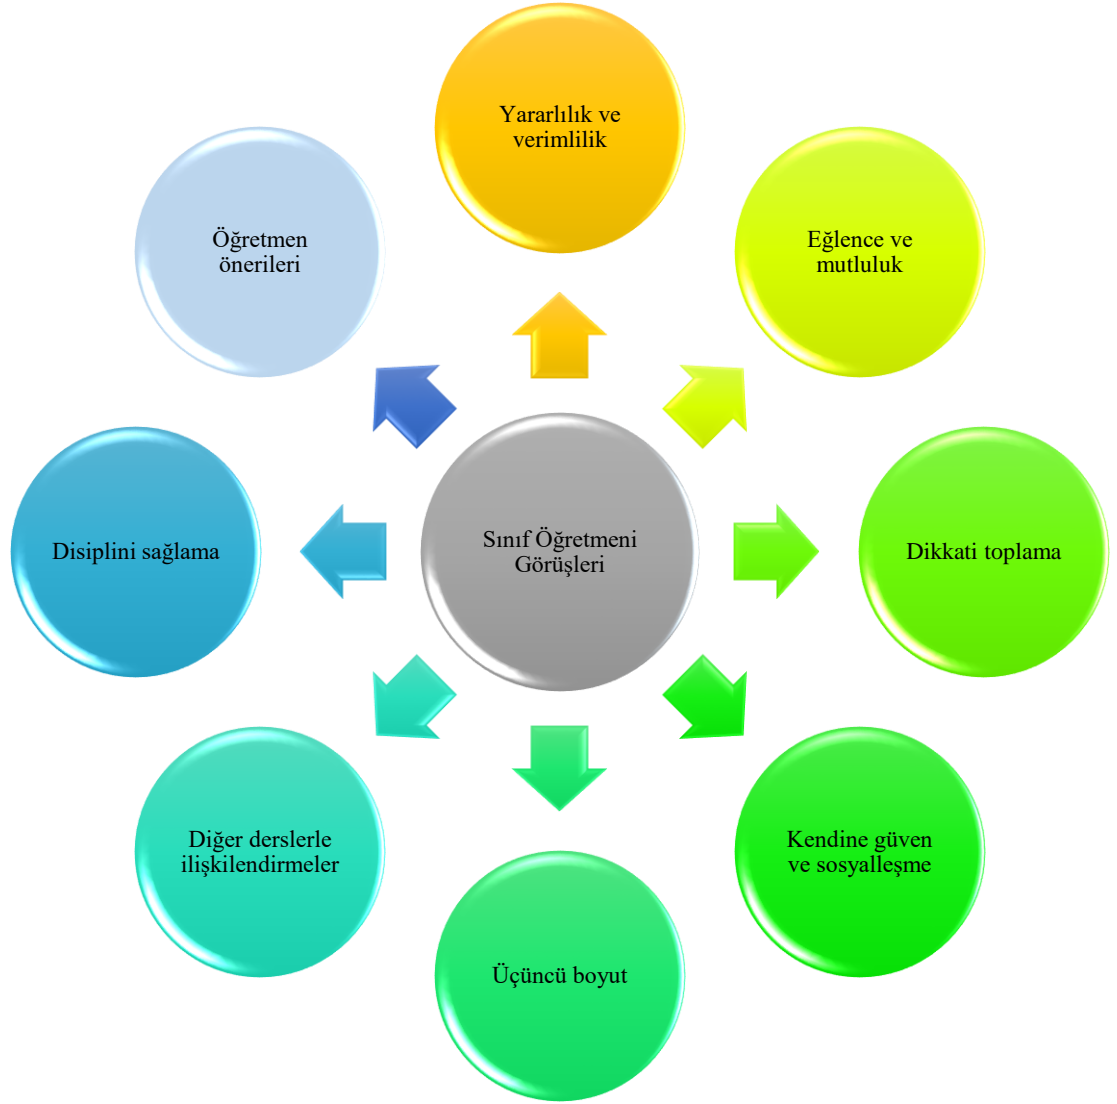 Yararlılık ve
verimlilik
Eğlence ve
mutluluk
Dikkati toplama
Kendine güven
ve sosyalleşme
Üçüncü boyut
Diğer derslerle
ilişkilendirmeler
Disiplini sağlama
Öğretmen
önerileri
Sınıf Öğretmeni
Görüşleri